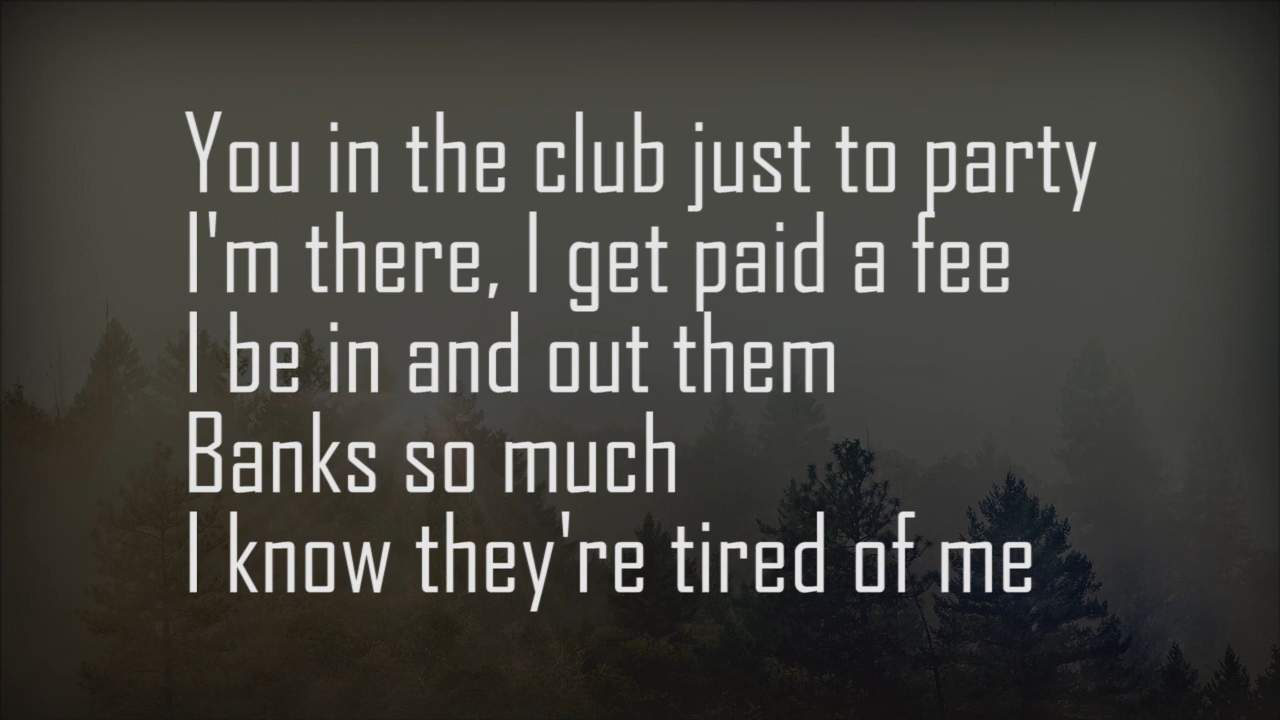 You in the club just to party
I'm there, I get paid a fee
I be in and out them
Banks so much
I know they're tired of me